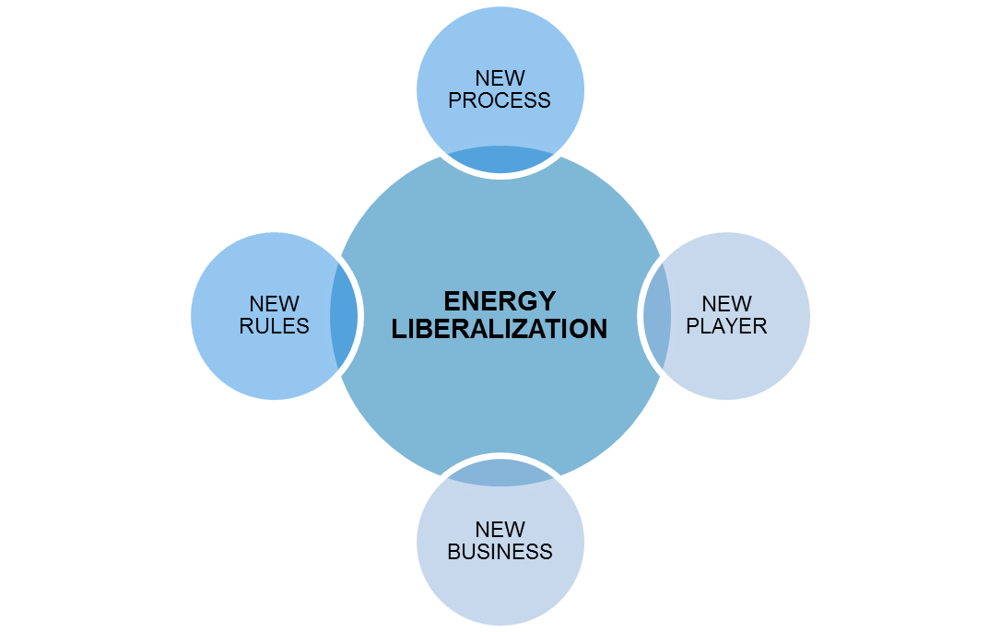 NEW
PROCESS
NEW
RULES
ENERGY
LIBERALIZATION
NEW
PLAYER
NEW
BUSINESS